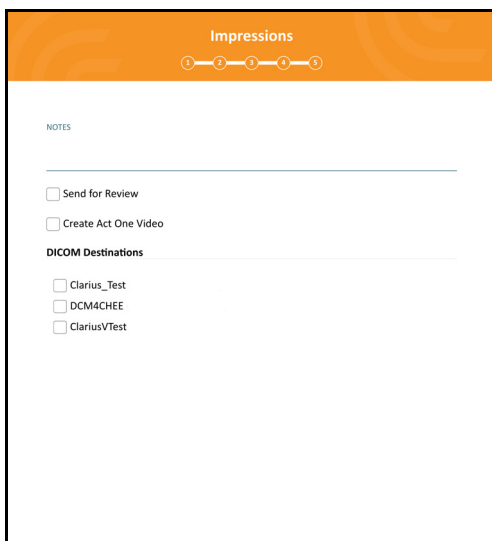 Impressions
1 2 3 4 5
NOTES
Send for Review
Create Act One Video
DICOM Destinations
Clarius_Test
DCM4CHEE
ClariusVTest